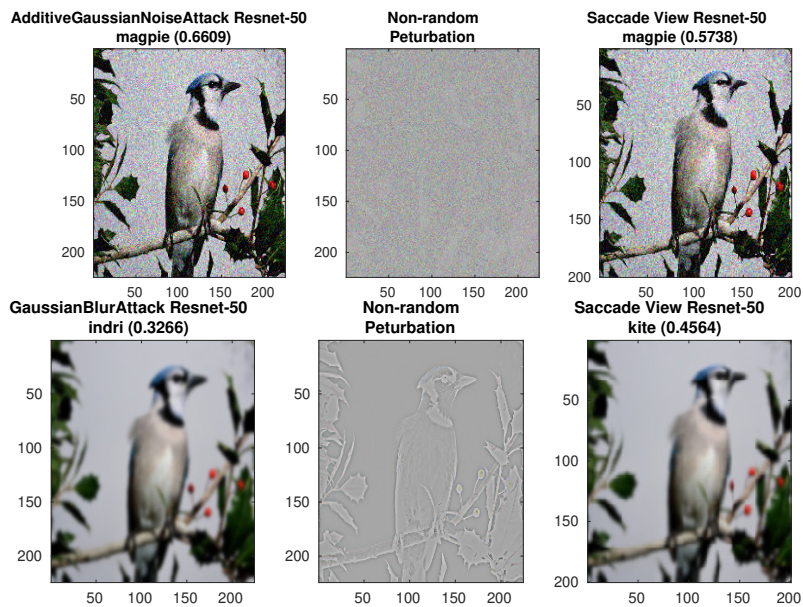 AdditiveGaussianNoiseAttack Resnet-50
magpie (0.6609)
Non-random
Peturbation
Saccade View Resnet-50
magpie (0.5738)
50
100
150
200
50 100 150 200
50
100
150
200
50 100 150 200
50
100
150
200
50 100 150 200
GaussianBlurAttack Resnet-50
indri (0.3266)
Non-random
Peturbation
Saccade View Resnet-50
kite (0.4564)
50
100
150
200
50 100 150 200
50
100
150
200
50 100 150 200
50
100
150
200
50 100 150 200